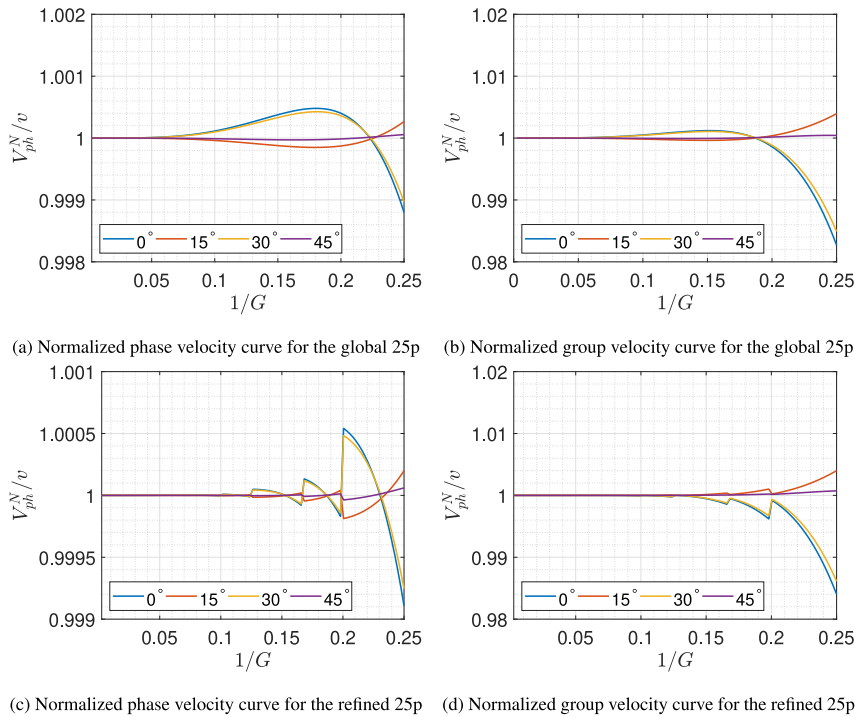 1.002
1.001
1
0.999
0.998
V_{ph}^N/v
0° 15° 30° 45°
0.05 0.1 0.15 0.2 0.25
1/G
(a) Normalized phase velocity curve for the global 25p
1.02
1.01
1
0.99
0.98
V_{ph}^N/v
0° 15° 30° 45°
0 0.05 0.1 0.15 0.2 0.25
1/G
(b) Normalized group velocity curve for the global 25p
1.001
1.0005
1
0.9995
0.999
V_{ph}^N/v
0° 15° 30° 45°
0.05 0.1 0.15 0.2 0.25
1/G
(c) Normalized phase velocity curve for the refined 25p
1.02
1.01
1
0.99
0.98
V_{ph}^N/v
0° 15° 30° 45°
0.05 0.1 0.15 0.2 0.25
1/G
(d) Normalized group velocity curve for the refined 25p